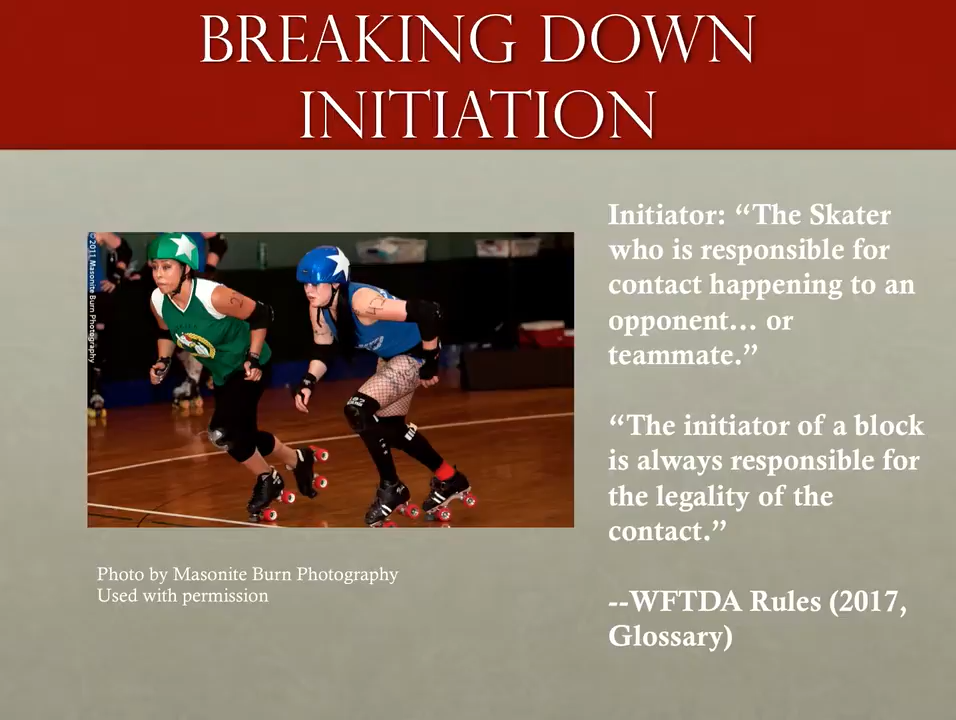 BREAKING DOWN
INITIATION
© 2011 Masonite Burn Photography
Initiator: “The Skater
who is responsible for
contact happening to an
opponent… or
teammate.”
“The initiator of a block
is always responsible for
the legality of the
contact.”
--WFTDA Rules (2017,
Glossary)
Photo by Masonite Burn Photography
Used with permission